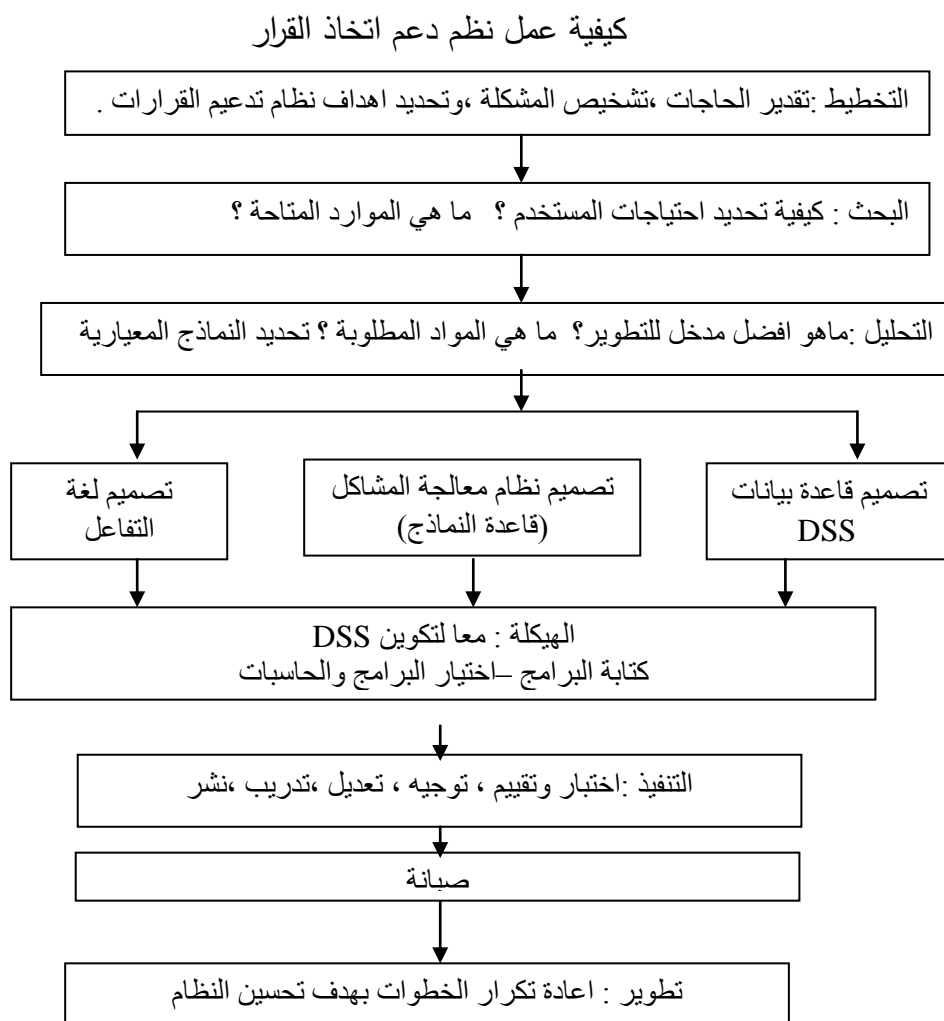 كيفية عمل نظم دعم اتخاذ القرار
التخطيط :تقدير الحاجات ،تشخيص المشكلة ،وتحديد اهداف نظام تدعيم القرارات .
البحث : كيفية تحديد احتياجات المستخدم ؟ ما هي الموارد المتاحة ؟
التحليل :ماهو افضل مدخل للتطوير؟ ما هي المواد المطلوبة ؟ تحديد النماذج المعيارية
تصميم قاعدة بيانات
DSS
تصميم نظام معالجة المشاكل
(قاعدة النماذج)
تصميم لغة
التفاعل
الهيكلة : معا لتكوين DSS
كتابة البرامج –اختيار البرامج والحاسبات
التنفيذ :اختبار وتقييم ، توجيه ، تعديل ،تدريب ،نشر
صيانة
تطوير : اعادة تكرار الخطوات بهدف تحسين النظام